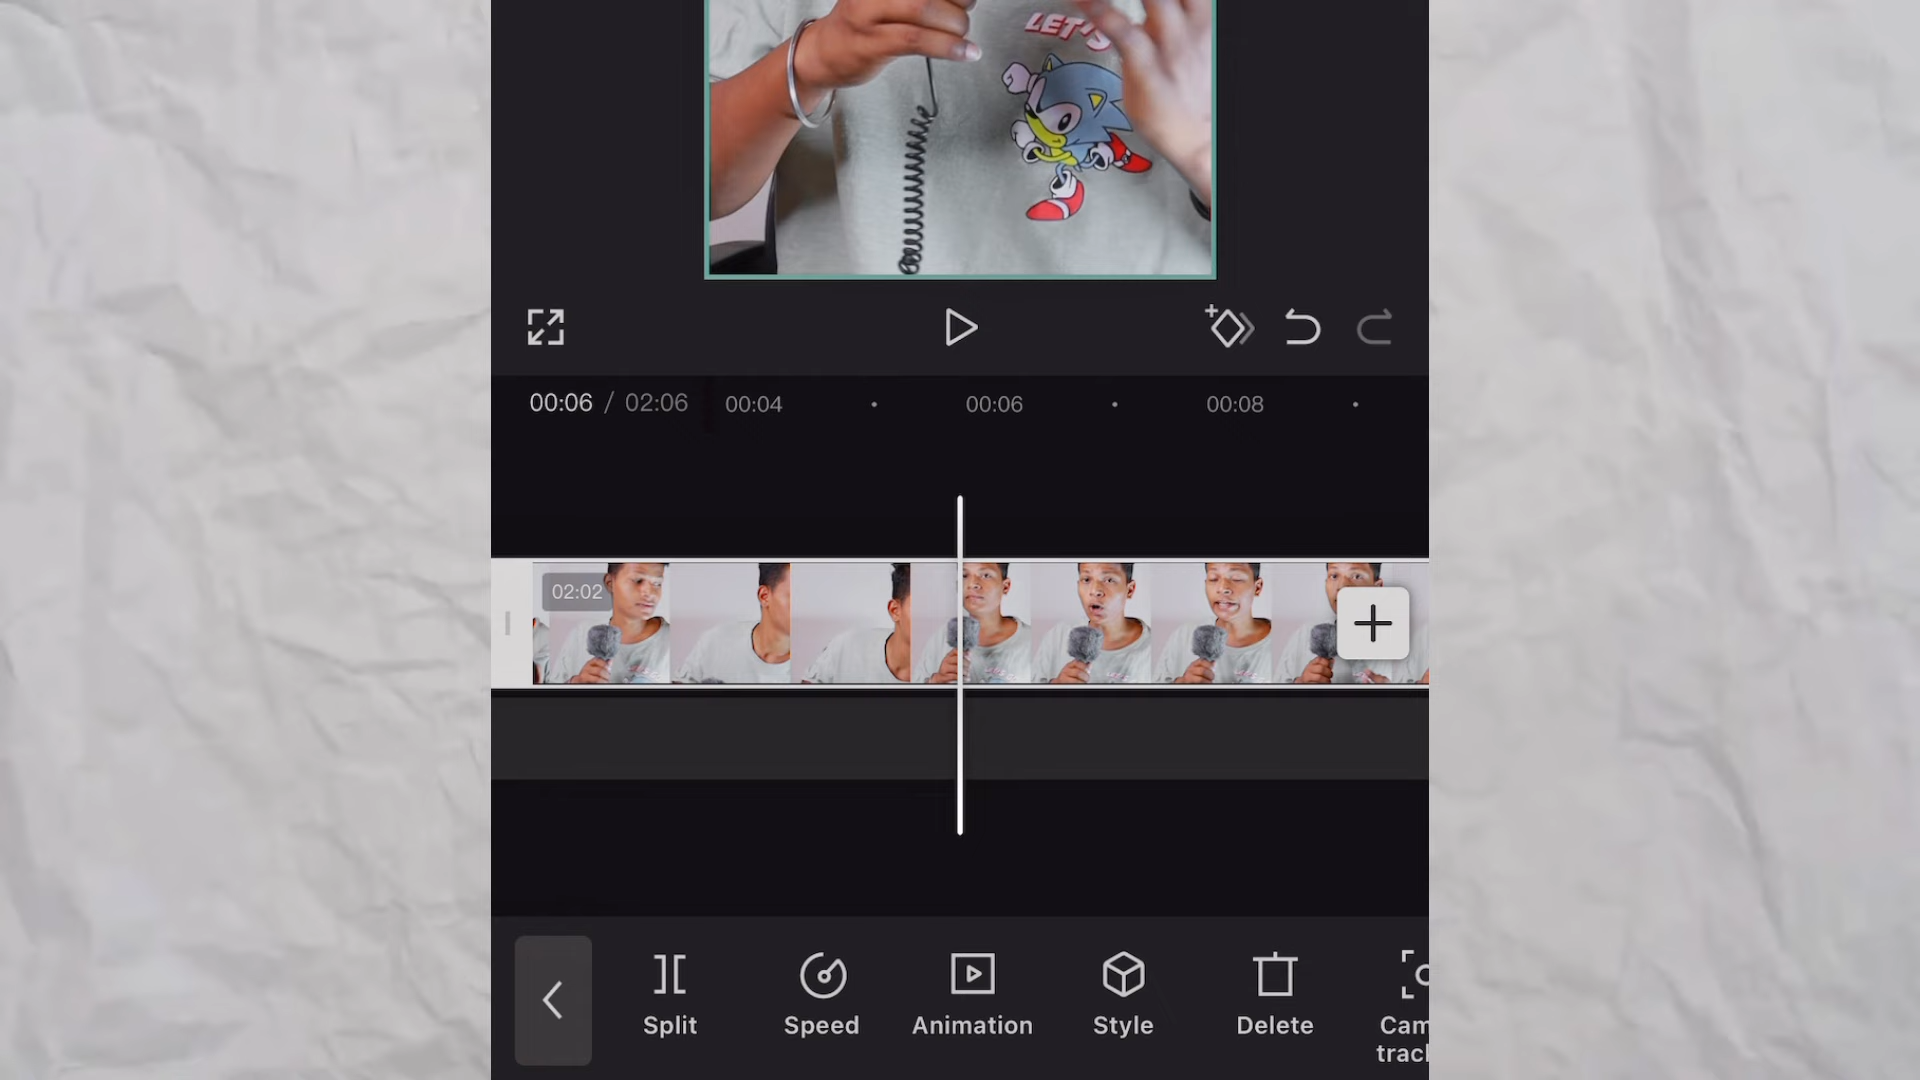 LET'S
00:06 / 02:06 00:04 00:06 00:08
02:02
Split Speed Animation Style Delete Cam
track